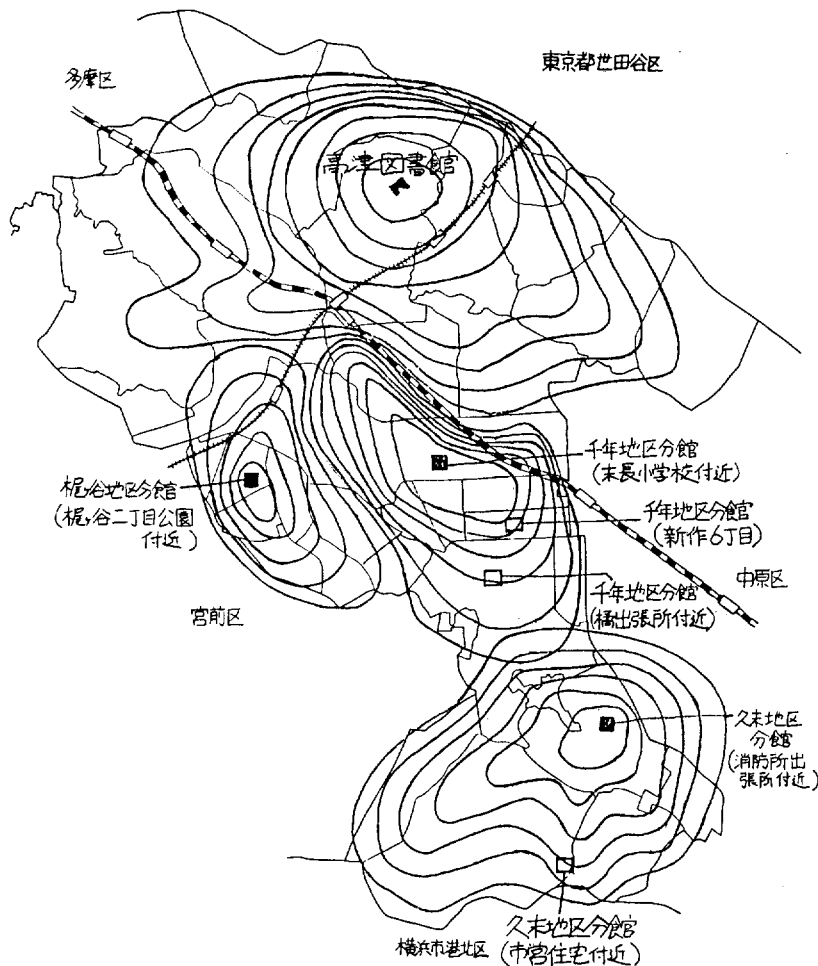 東京都世田谷区
多摩区
高津図書館
千年地区分館
(末長小学校付近)
梶ヶ谷地区分館
(梶ヶ谷二丁目公園
付近)
千年地区分館
(新作6丁目)
千年地区分館
(橘出張所付近)
中原区
宮前区
久末地区
分館
(消防所出
張所付近)
久末地区分館
(市営住宅付近)
横浜市港北区